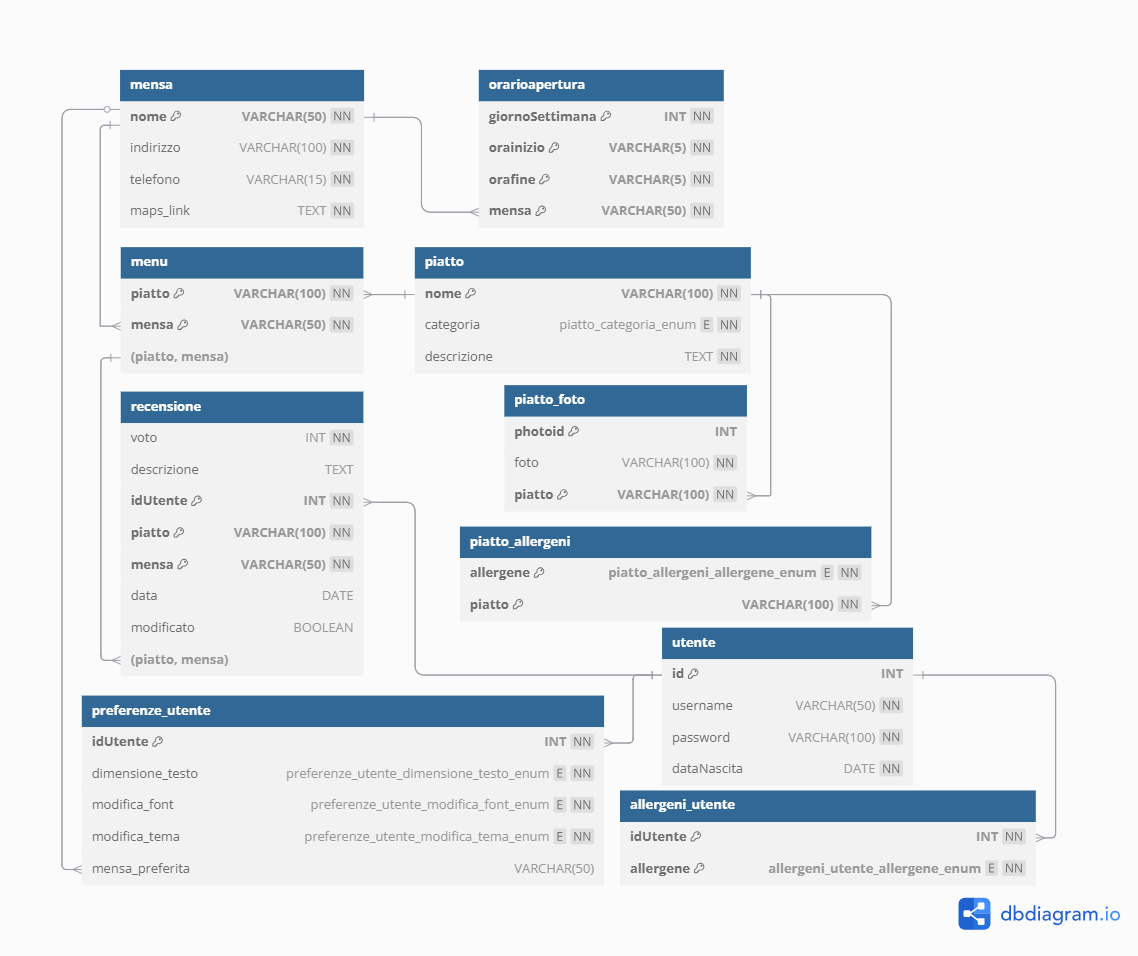 mensa
nome VARCHAR(50) NN
indirizzo VARCHAR(100) NN
telefono VARCHAR(15) NN
maps_link TEXT NN
orarioapertura
giornoSettimana INT NN
orainizio VARCHAR(5) NN
orafine VARCHAR(5) NN
mensa VARCHAR(50) NN
menu
piatto VARCHAR(100) NN
mensa VARCHAR(50) NN
(piatto, mensa)
piatto
nome VARCHAR(100) NN
categoria piatto_categoria_enum E NN
descrizione TEXT NN
recensione
voto INT NN
descrizione TEXT
idUtente INT NN
piatto VARCHAR(100) NN
mensa VARCHAR(50) NN
data DATE
modificato BOOLEAN
(piatto, mensa)
piatto_foto
photoid INT
foto VARCHAR(100) NN
piatto VARCHAR(100) NN
piatto_allergeni
allergene piatto_allergeni_allergene_enum E NN
piatto VARCHAR(100) NN
utente
id INT
username VARCHAR(50) NN
password VARCHAR(100) NN
dataNascita DATE NN
preferenze_utente
idUtente INT NN
dimensione_testo preferenze_utente_dimensione_testo_enum E NN
modifica_font preferenze_utente_modifica_font_enum E NN
modifica_tema preferenze_utente_modifica_tema_enum E NN
mensa_preferita VARCHAR(50)
allergeni_utente
idUtente INT NN
allergene allergeni_utente_allergene_enum E NN
dbdiagram.io